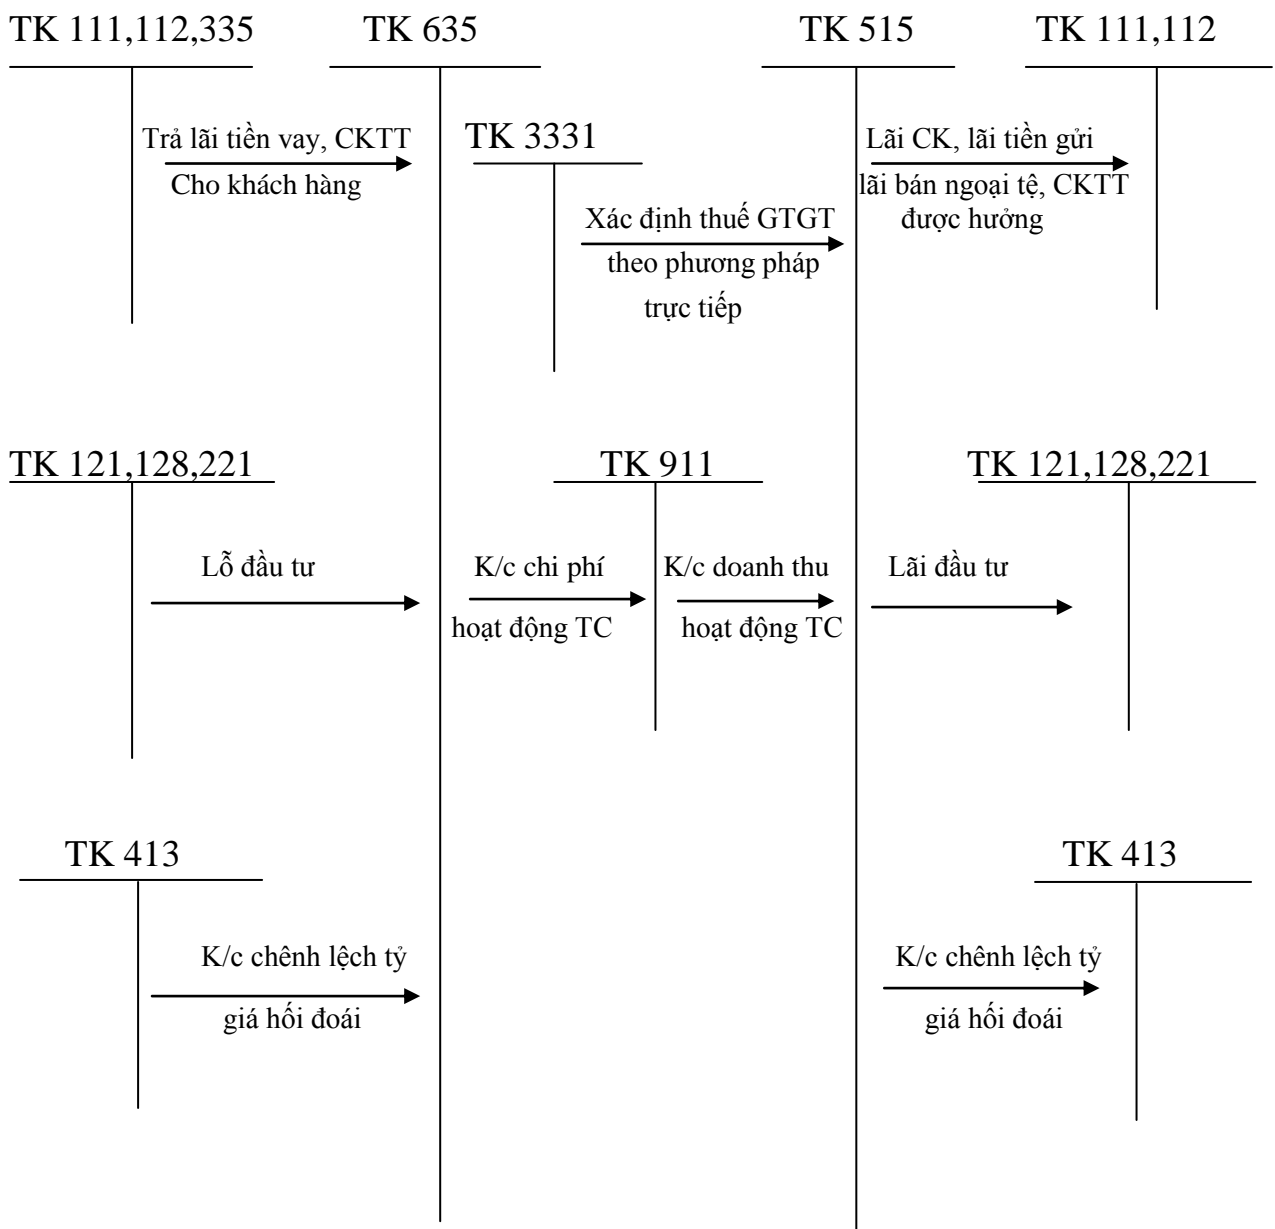 TK 111,112,335
TK 635
TK 515
TK 111,112
Trả lãi tiền vay, CKTT
Cho khách hàng
TK 3331
Lãi CK, lãi tiền gửi
lãi bán ngoại tệ, CKTT
được hưởng
Xác định thuế GTGT
theo phương pháp
trực tiếp
TK 121,128,221
TK 911
TK 121,128,221
Lỗ đầu tư
K/c chi phí
hoạt động TC
K/c doanh thu
hoạt động TC
Lãi đầu tư
TK 413
TK 413
K/c chênh lệch tỷ
giá hối đoái
K/c chênh lệch tỷ
giá hối đoái